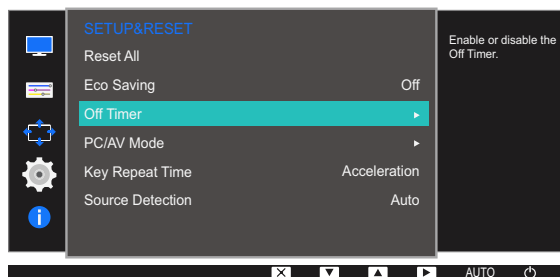 SETUP&RESET
Reset All
Eco Saving Off
Off Timer
PC/AV Mode
Key Repeat Time Acceleration
Source Detection Auto
Enable or disable the
Off Timer.
AUTO